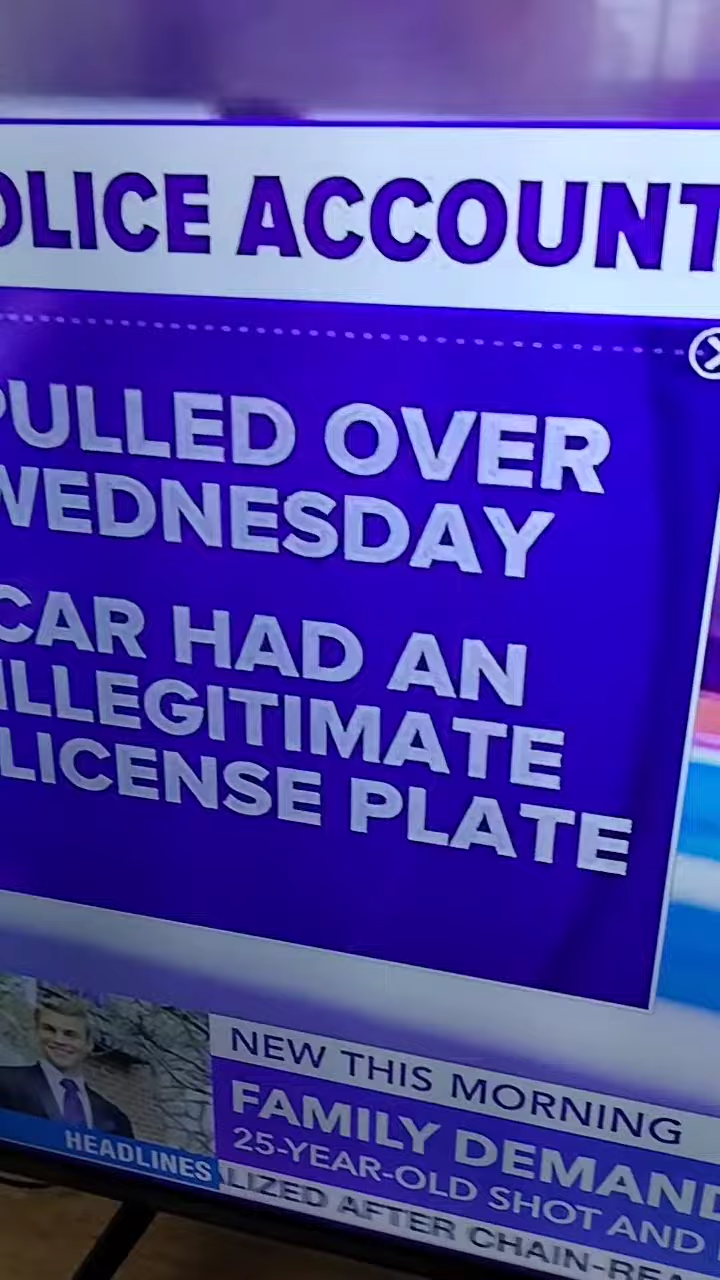 OLICE ACCOUNT
PULLED OVER
WEDNESDAY
CAR HAD AN
ILLEGITIMATE
LICENSE PLATE
NEW THIS MORNING
FAMILY DEMAND
25-YEAR-OLD SHOT AND
HEADLINES
LIZED AFTER CHAIN-REA